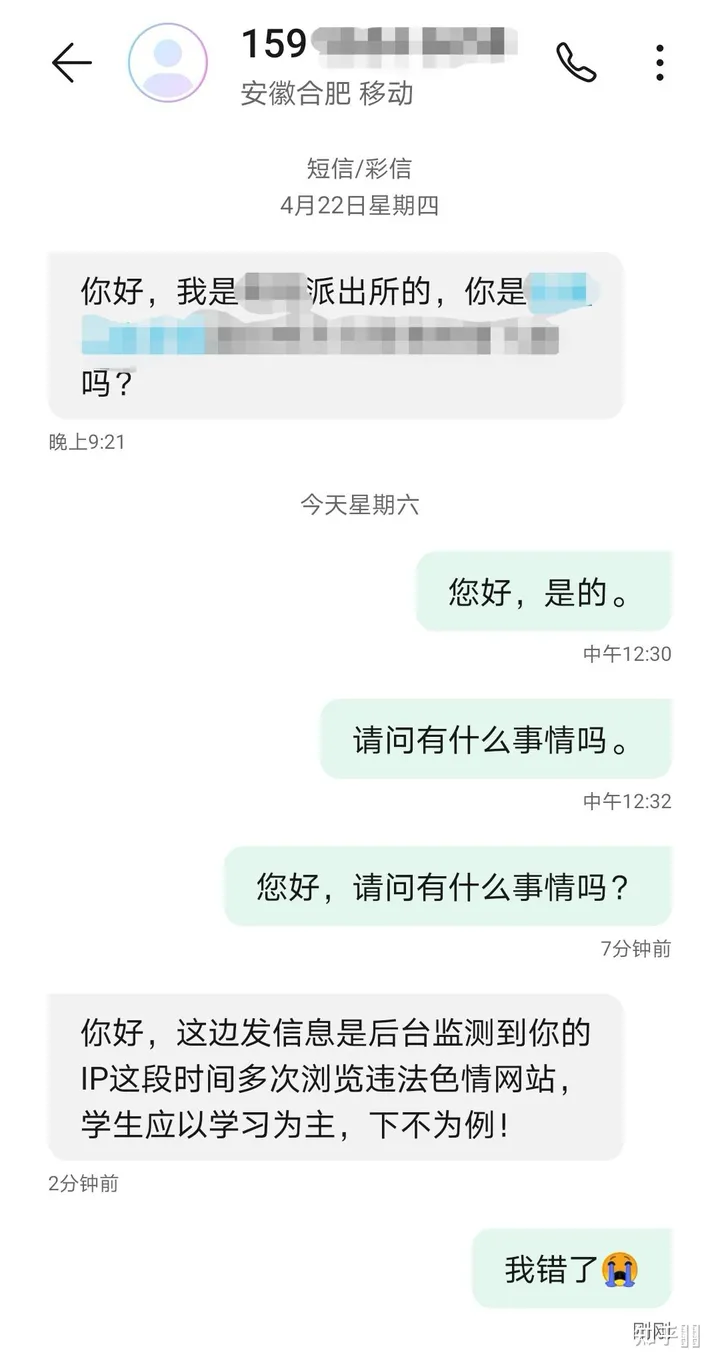 159
安徽合肥 移动
短信/彩信
4月22日星期四
你好，我是派出所的，你是
吗？
晚上9:21
今天星期六
您好，是的。
中午12:30
请问有什么事情吗。
中午12:32
您好，请问有什么事情吗？
7分钟前
你好，这边发信息是后台监测到你的
IP这段时间多次浏览违法色情网站，
学生应以学习为主，下不为例！
2分钟前
我错了😭
刚刚
知乎